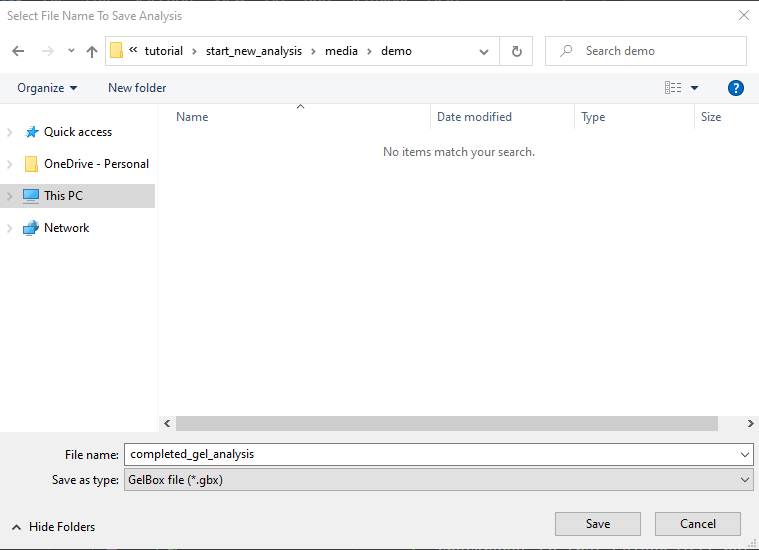 Select File Name To Save Analysis
« tutorial > start_new_analysis > media > demo
Search demo
Organize
New folder
?
Name
Date modified
Type
Size
Quick access
OneDrive - Personal
This PC
Network
No items match your search.
File name: completed_gel_analysis
Save as type: GelBox file (*.gbx)
Hide Folders
Save
Cancel